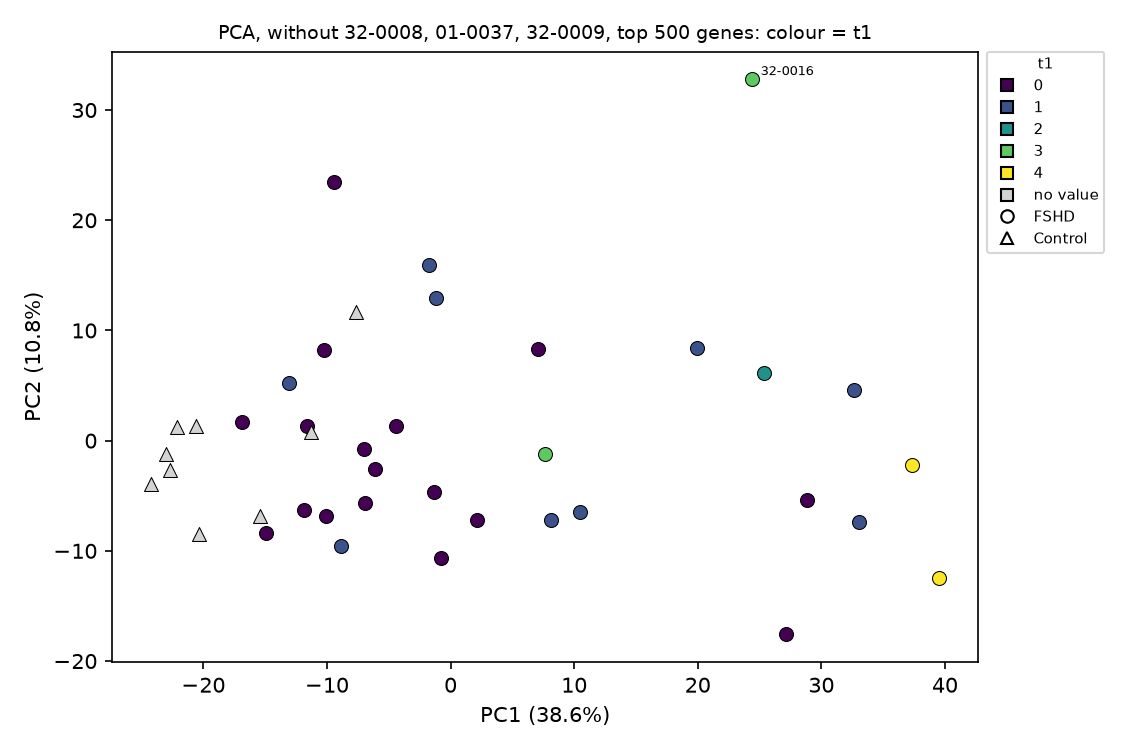 PCA, without 32-0008, 01-0037, 32-0009, top 500 genes: colour = t1
32-0016
t1
0
1
2
3
4
no value
FSHD
Control
30
20
10
0
−10
−20
PC2 (10.8%)
−20 −10 0 10 20 30 40
PC1 (38.6%)